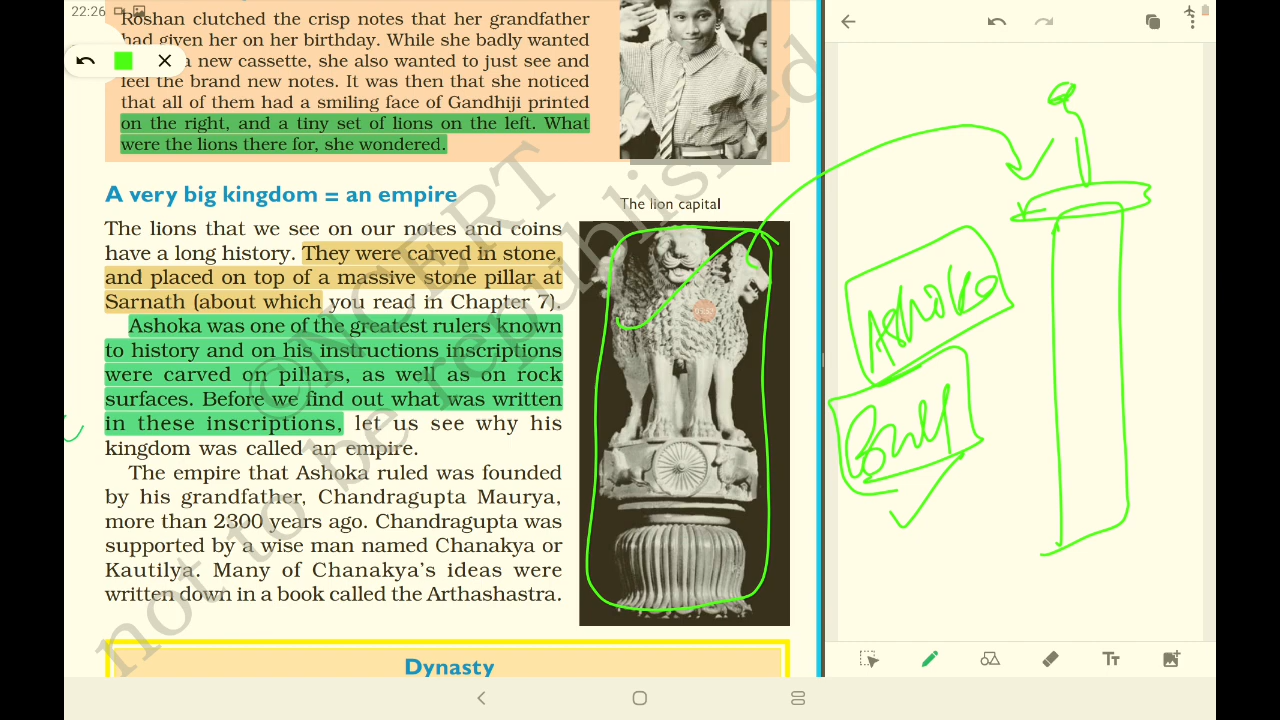 22:26
Roshan clutched the crisp notes that her grandfather
had given her on her birthday. While she badly wanted
a new cassette, she also wanted to just see and
feel the brand new notes. It was then that she noticed
that all of them had a smiling face of Gandhiji printed
on the right, and a tiny set of lions on the left. What
were the lions there for, she wondered.
A very big kingdom = an empire
The lion capital
The lions that we see on our notes and coins
have a long history. They were carved in stone,
and placed on top of a massive stone pillar at
Sarnath (about which you read in Chapter 7).
Ashoka was one of the greatest rulers known
to history and on his instructions inscriptions
were carved on pillars, as well as on rock
surfaces. Before we find out what was written
in these inscriptions, let us see why his
kingdom was called an empire.
The empire that Ashoka ruled was founded
by his grandfather, Chandragupta Maurya,
more than 2300 years ago. Chandragupta was
supported by a wise man named Chanakya or
Kautilya. Many of Chanakya's ideas were
written down in a book called the Arthashastra.
Dynasty
© NCERT
not to be republished
Ashoka
Bull
Tт